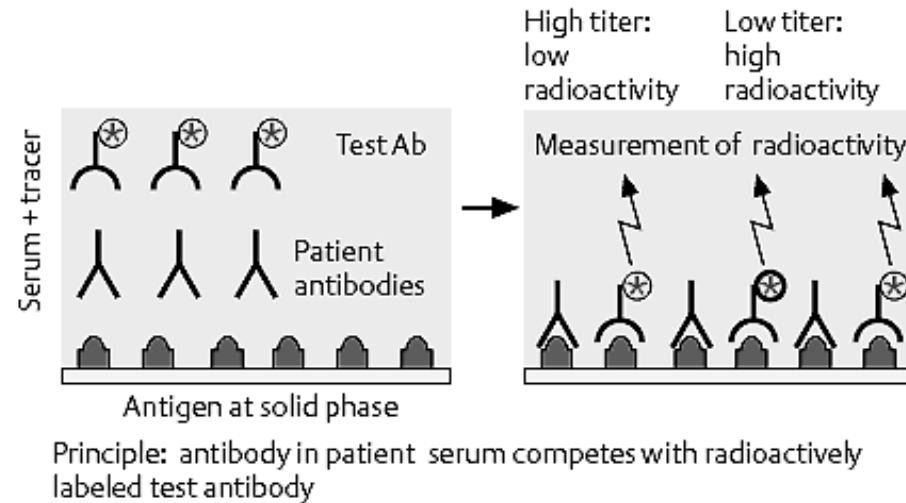 High titer:
low
radioactivity
Low titer:
high
radioactivity
Serum + tracer
Test Ab
Patient
antibodies
Measurement of radioactivity
Antigen at solid phase
Principle: antibody in patient serum competes with radioactively
labeled test antibody